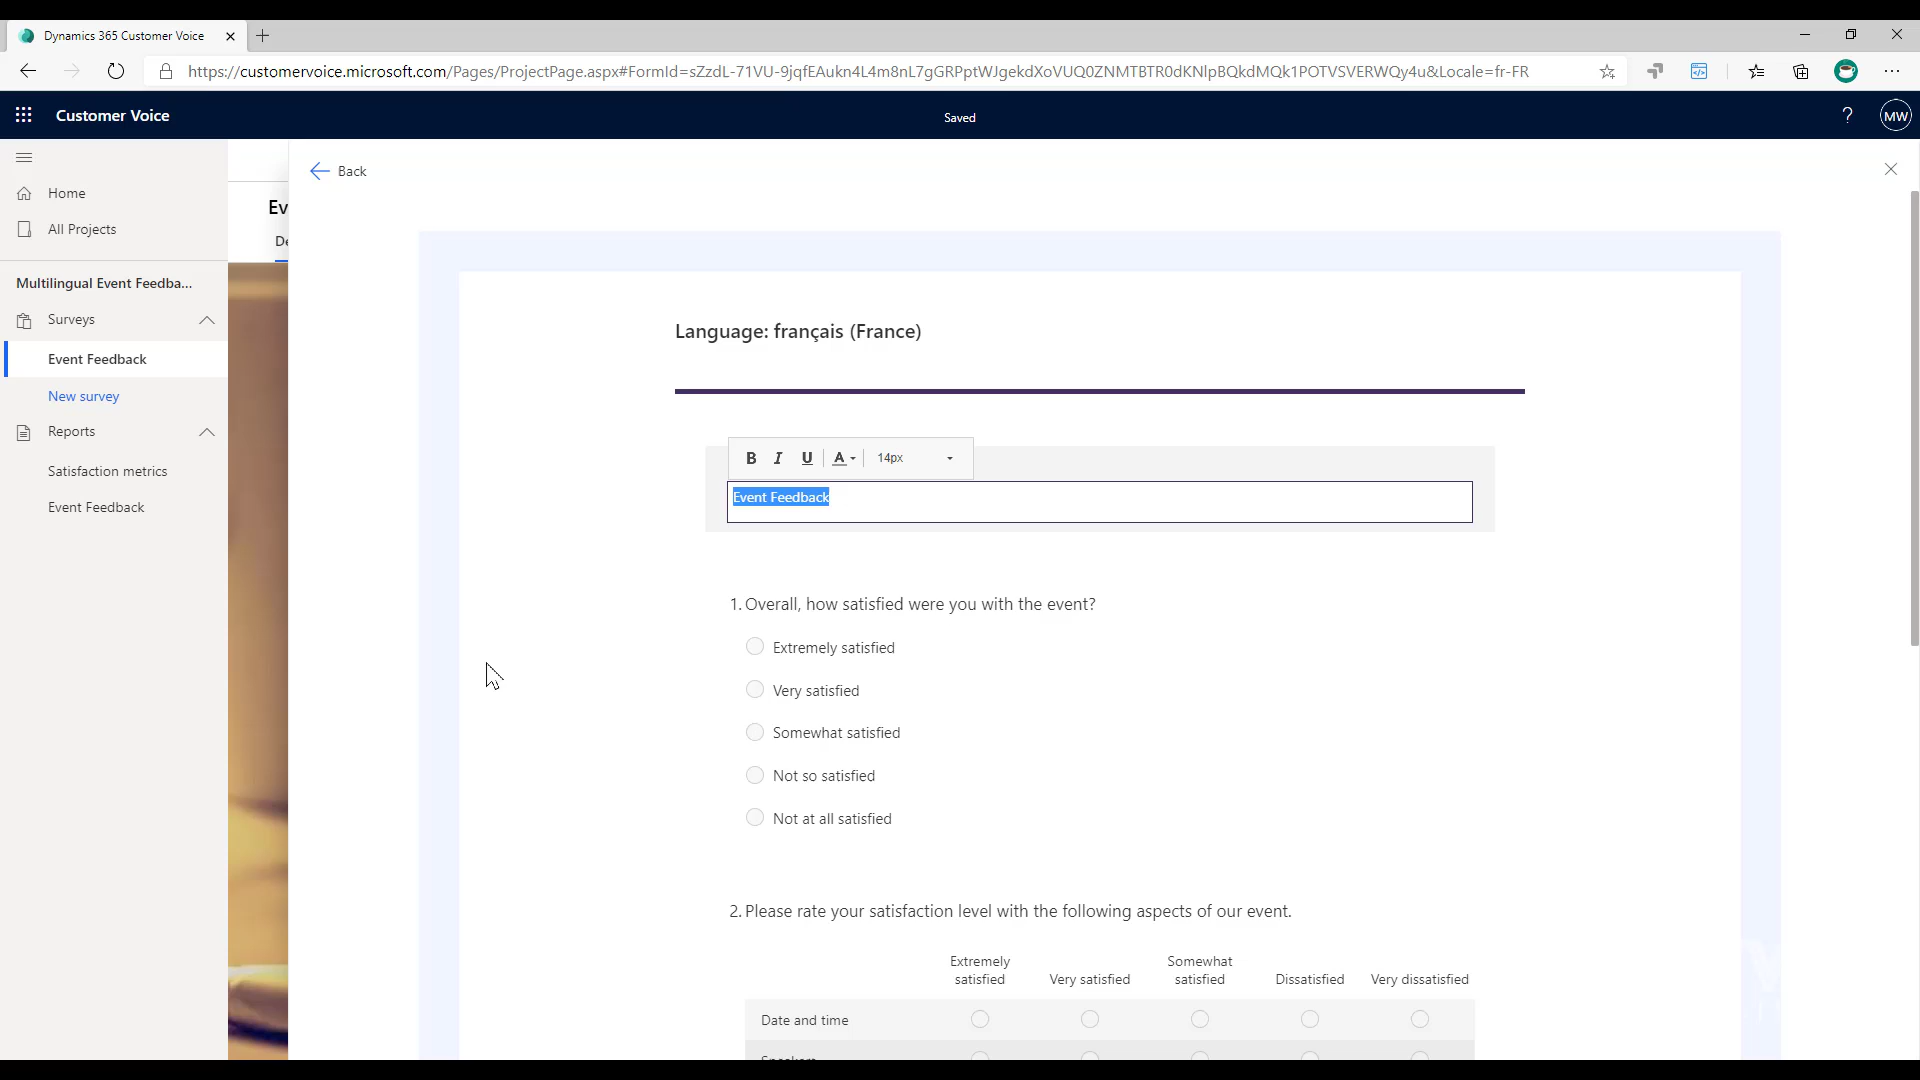 Dynamics 365 Customer Voice
https://customervoice.microsoft.com/Pages/ProjectPage.aspx#FormId=sZzdL-71VU-9jqfEAukn4L4m8nL7gGRPptWJgekdXoVUQ0ZNMTBTR0dKNlpBQkdMQk1POTVSVERWQy4u&Locale=fr-FR
Customer Voice
Saved
?
MW
Home
All Projects
Multilingual Event Feedba...
Surveys
Event Feedback
New survey
Reports
Satisfaction metrics
Event Feedback
Ev
De
Back
Language: français (France)
B I U A 14px
Event Feedback
1. Overall, how satisfied were you with the event?
Extremely satisfied
Very satisfied
Somewhat satisfied
Not so satisfied
Not at all satisfied
2. Please rate your satisfaction level with the following aspects of our event.
Extremely satisfied
Very satisfied
Somewhat satisfied
Dissatisfied
Very dissatisfied
Date and time
Speakers